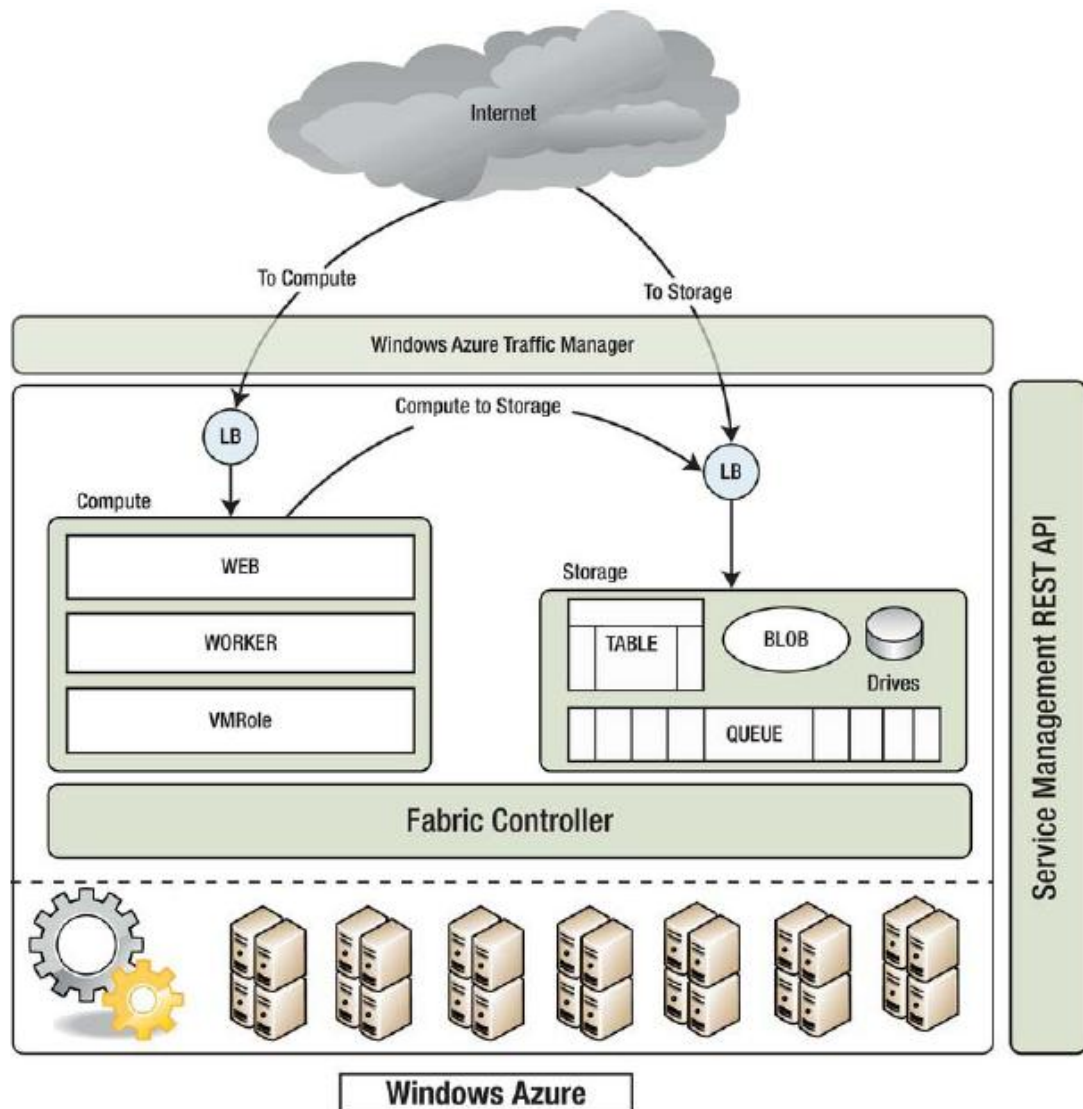 Internet
To Compute
To Storage
Windows Azure Traffic Manager
LB
Compute to Storage
LB
Compute
WEB
WORKER
VMRole
Storage
TABLE
BLOB
Drives
QUEUE
Fabric Controller
Service Management REST API
Windows Azure